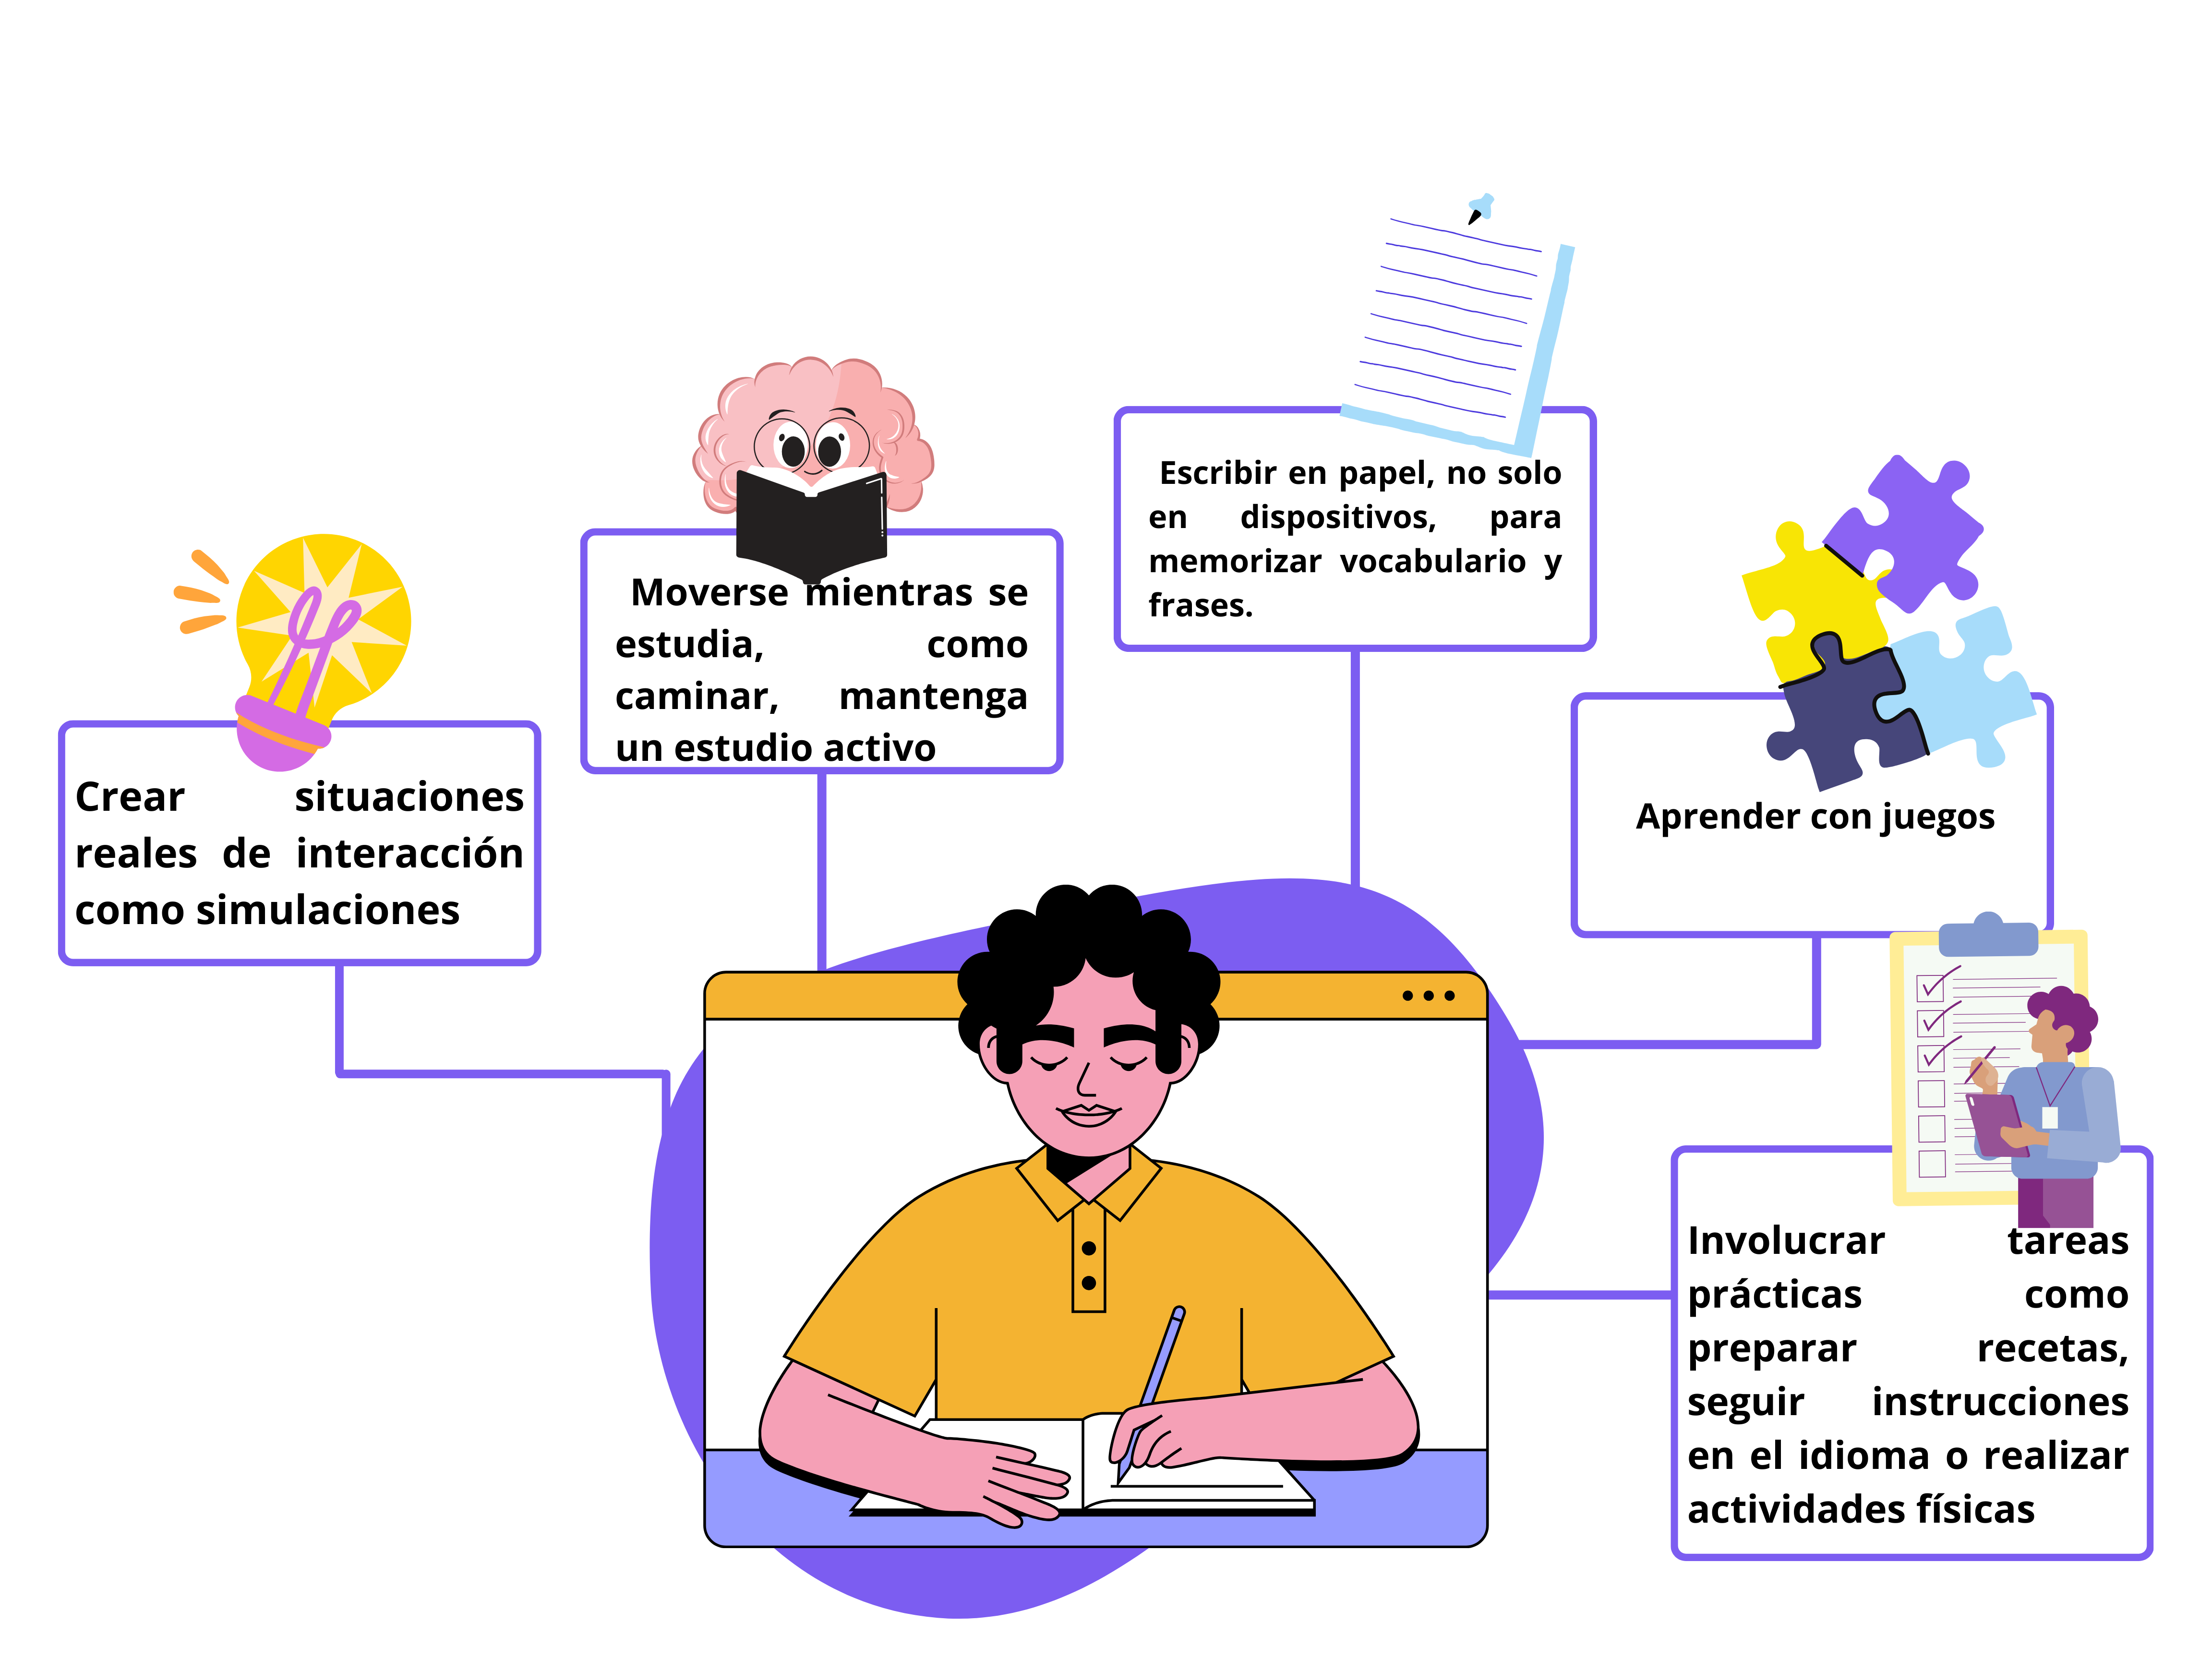 Crear situaciones
reales de interacción
como simulaciones
Moverse mientras se
estudia, como
caminar, mantenga
un estudio activo
Escribir en papel, no solo
en dispositivos, para
memorizar vocabulario y
frases.
Aprender con juegos
Involucrar tareas
prácticas como
preparar recetas,
seguir instrucciones
en el idioma o realizar
actividades físicas